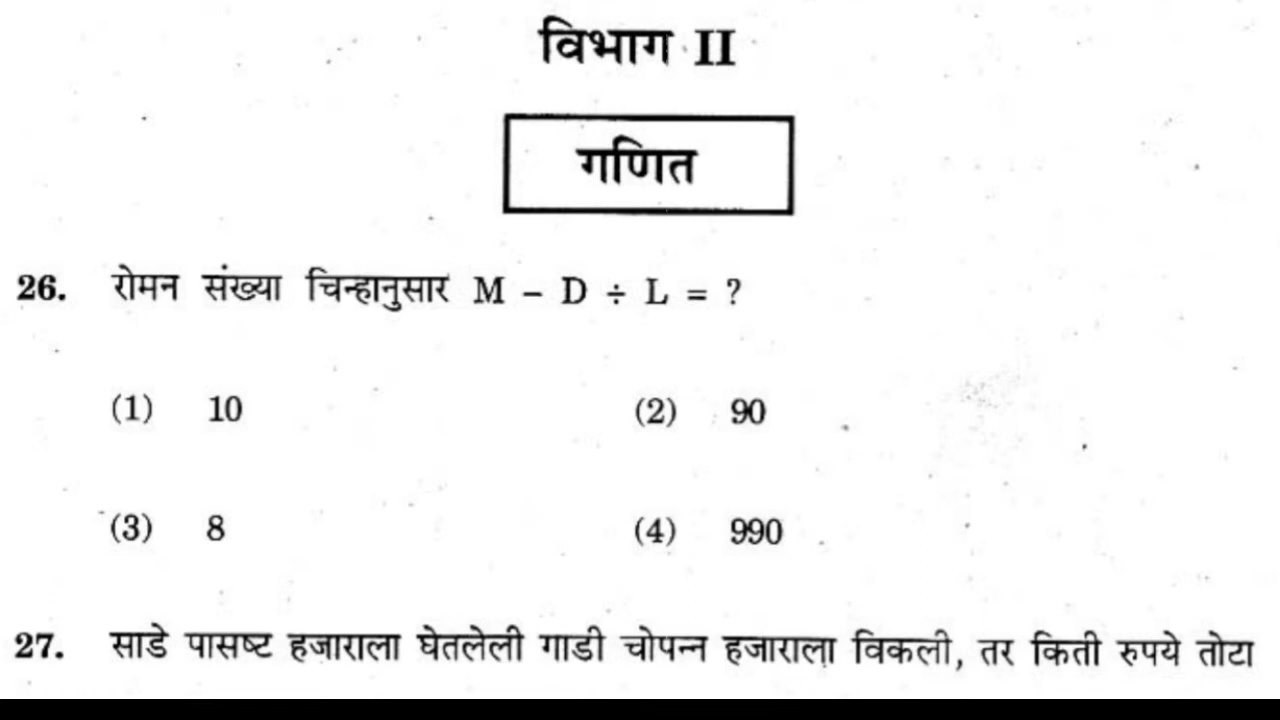 विभाग II
गणित
26. रोमन संख्या चिन्हानुसार M – D ÷ L = ?
(1) 10 (2) 90
(3) 8 (4) 990
27. साडे पासष्ट हजाराला घेतलेली गाडी चोपन्न हजाराला विकली, तर किती रुपये तोटा